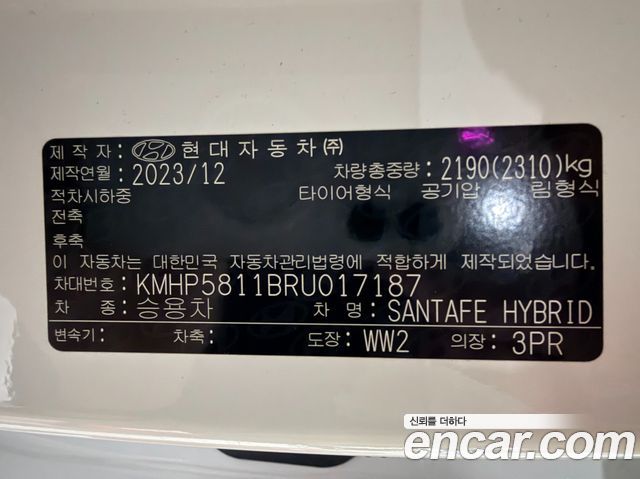 제 작 자: 현대자동차㈜
제작연월: 2023/12 차량총중량: 2190(2310)kg
적차시하중 타이어형식 공기압 림형식
전축
후축
이 자동차는 대한민국 자동차관리법령에 적합하게 제작되었습니다.
차대번호: KMHP5811BRU017187
차 종: 승용차 차 명: SANTAFE HYBRID
변속기: 도장: WW2 의장: 3PR
신뢰를 더하다
encar.com